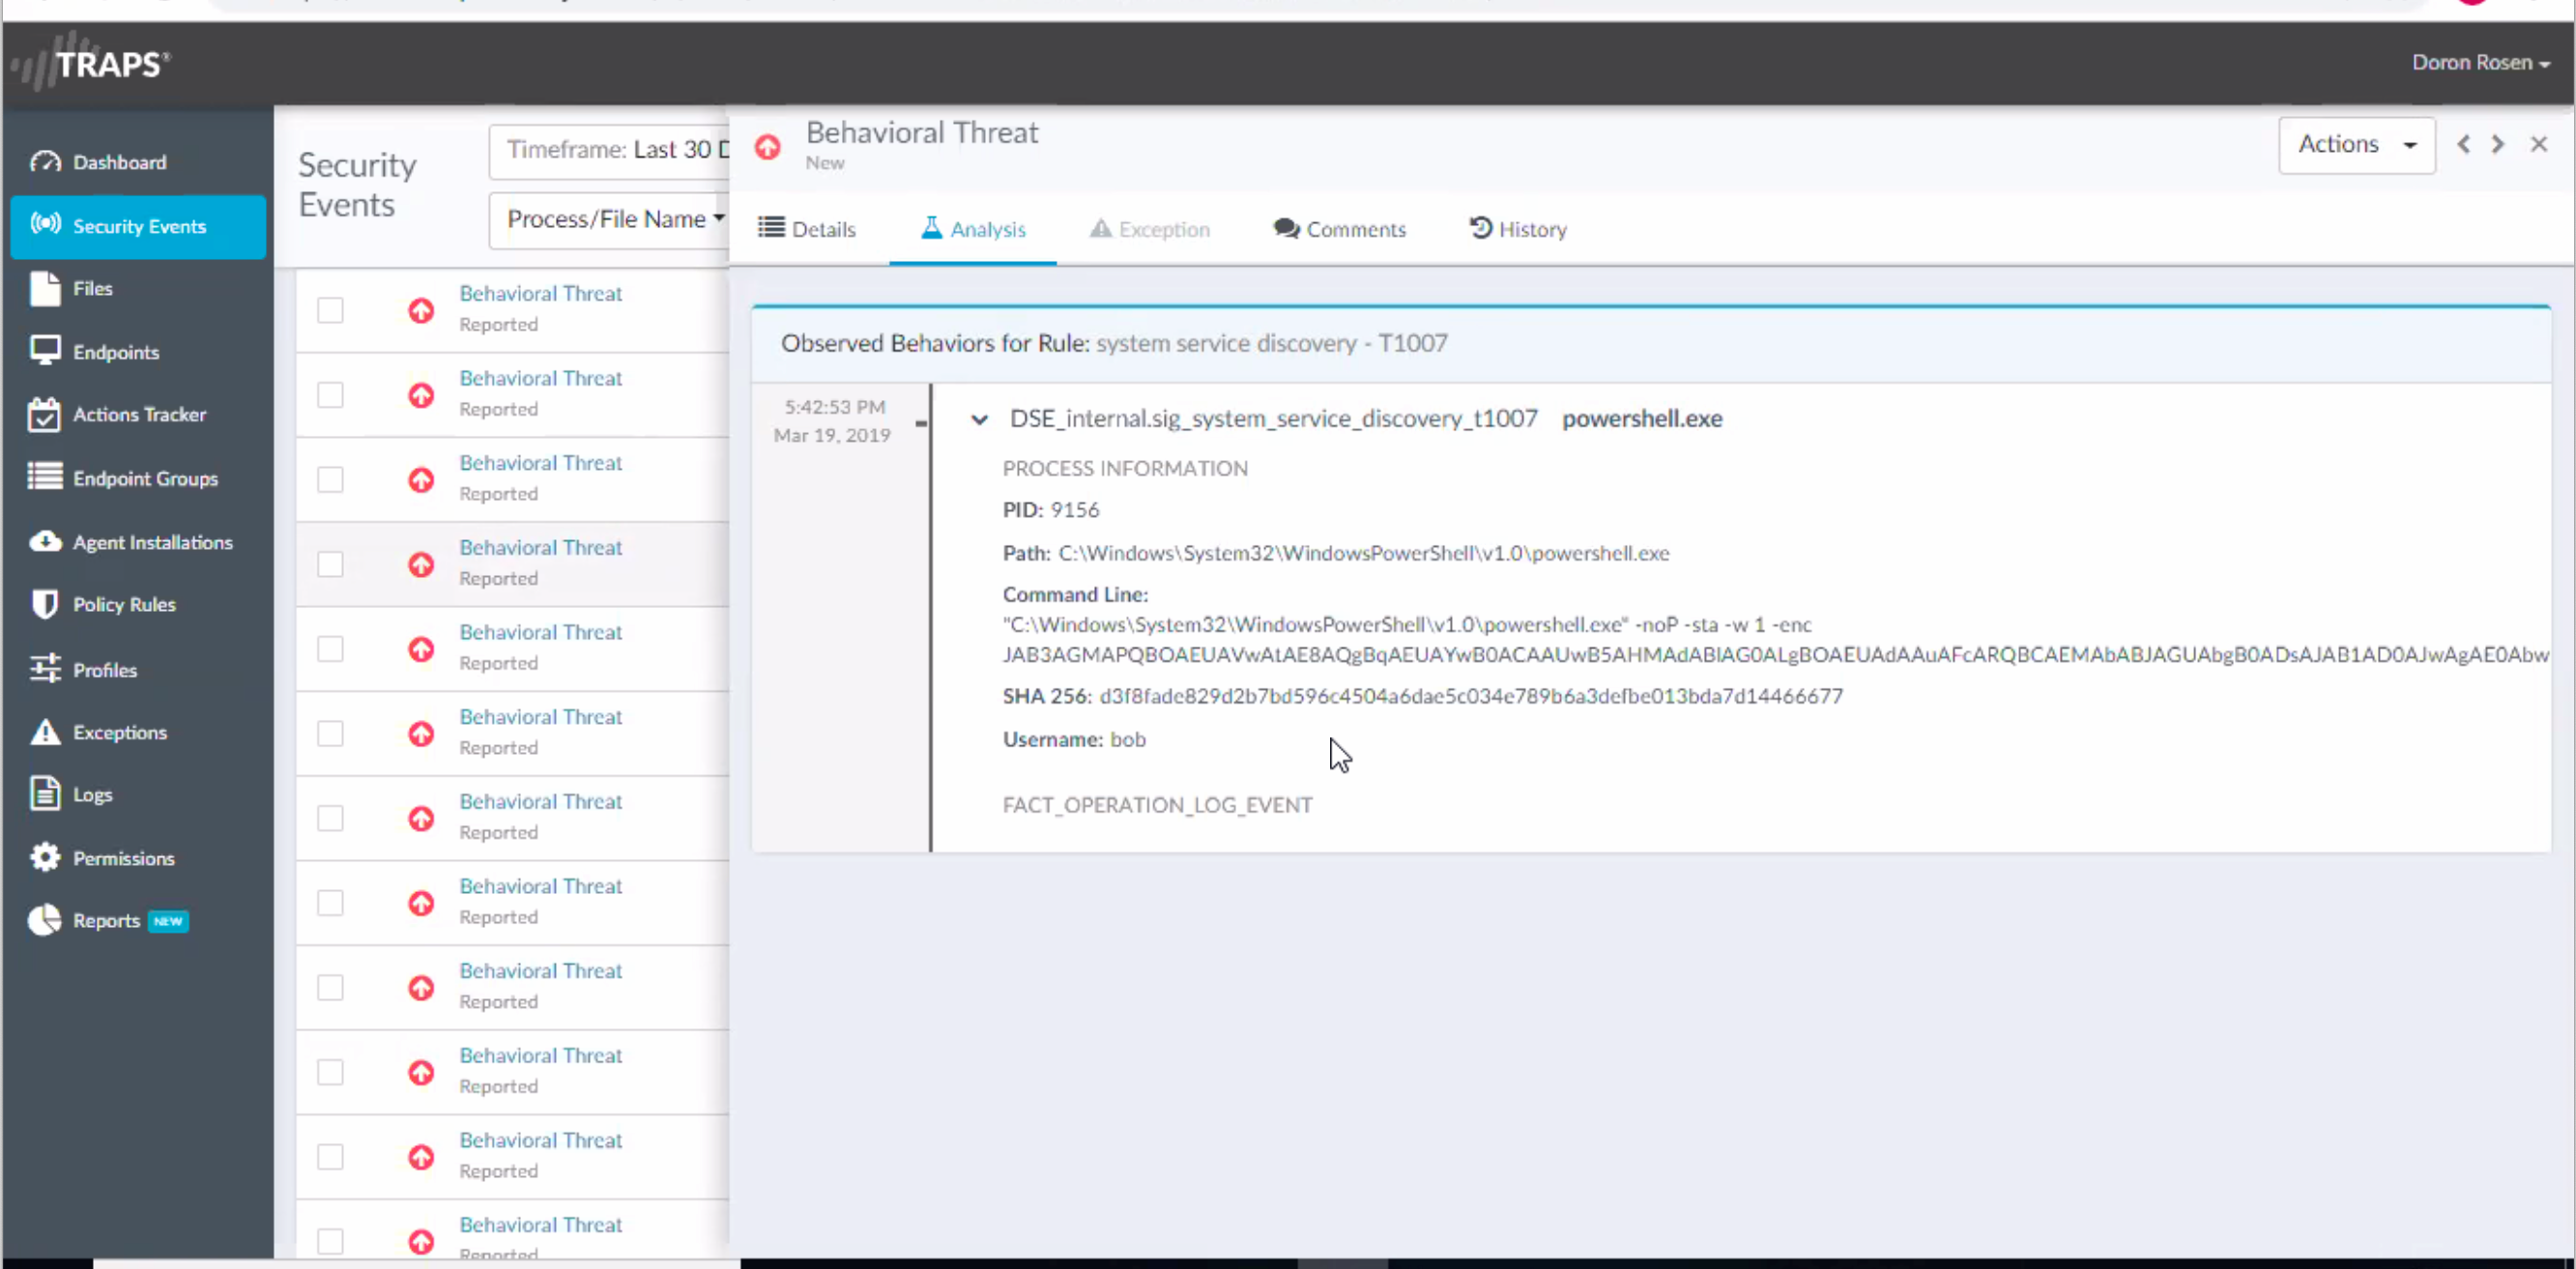 TRAPS®
Doron Rosen
Dashboard
Security Events
Files
Endpoints
Actions Tracker
Endpoint Groups
Agent Installations
Policy Rules
Profiles
Exceptions
Logs
Permissions
Reports NEW
Security
Events
Timeframe: Last 30 D
Process/File Name
Behavioral Threat
Reported
Behavioral Threat
Reported
Behavioral Threat
Reported
Behavioral Threat
Reported
Behavioral Threat
Reported
Behavioral Threat
Reported
Behavioral Threat
Reported
Behavioral Threat
Reported
Behavioral Threat
Reported
Behavioral Threat
Reported
Behavioral Threat
Reported
Behavioral Threat
Reported
Behavioral Threat
New
Actions
Details Analysis Exception Comments History
Observed Behaviors for Rule: system service discovery - T1007
5:42:53 PM
Mar 19, 2019
DSE_internal.sig_system_service_discovery_t1007 powershell.exe
PROCESS INFORMATION
PID: 9156
Path: C:\Windows\System32\WindowsPowerShell\v1.0\powershell.exe
Command Line:
"C:\Windows\System32\WindowsPowerShell\v1.0\powershell.exe" -noP -sta -w 1 -enc
JAB3AGMAPQBOAEUAVwAtAE8AQgBqAEUAYwB0ACAAUwB5AHMAdABlAG0ALgBOAEUAdAAuAFcARQBCAEMAbABJAGUAbgB0ADsAJAB1AD0AJwAgAE0Abw
SHA 256: d3f8fade829d2b7bd596c4504a6dae5c034e789b6a3defbe013bda7d14466677
Username: bob
FACT_OPERATION_LOG_EVENT